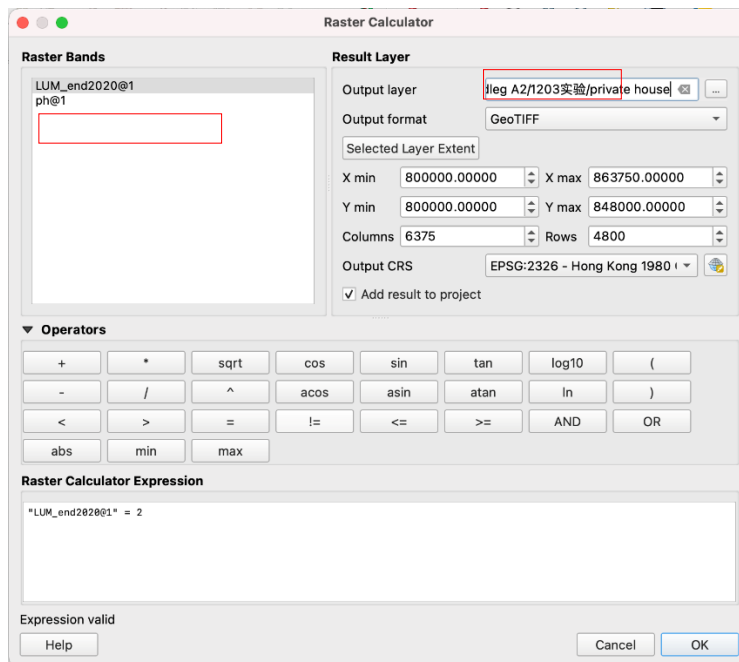 Raster Calculator
Raster Bands
LUM_end2020@1
ph@1
Result Layer
Output layer dleg A2/1203实验/private house ...
Output format GeoTIFF
Selected Layer Extent
X min 800000.00000 X max 863750.00000
Y min 800000.00000 Y max 848000.00000
Columns 6375 Rows 4800
Output CRS EPSG:2326 - Hong Kong 1980
Add result to project
Operators
+ * sqrt cos sin tan log10 (
- / ^ acos asin atan ln )
< > = != <= >= AND OR
abs min max
Raster Calculator Expression
"LUM_end2020@1" = 2
Expression valid
Help Cancel OK